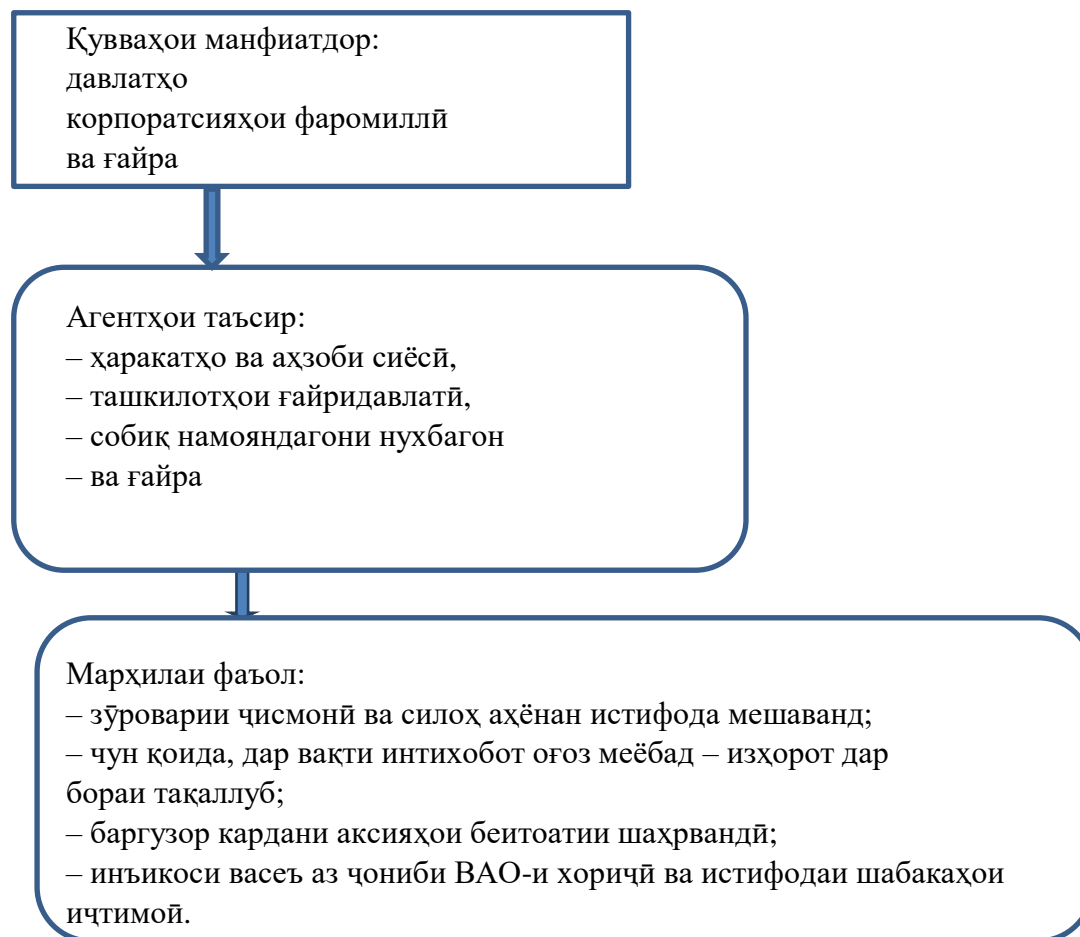 Қувваҳои манфиатдор:
давлатҳо
корпоратсияҳои фаромиллӣ
ва ғайра
Агентҳои таъсир:
– ҳаракатҳо ва аҳзоби сиёсӣ,
– ташкилотҳои ғайридавлатӣ,
– собиқ намояндагони нухбагон
– ва ғайра
Марҳилаи фаъол:
– зӯроварии ҷисмонӣ ва силоҳ аҳёнан истифода мешаванд;
– чун қоида, дар вақти интихобот оғоз меёбад – изҳорот дар
бораи тақаллуб;
– баргузор кардани аксияҳои беитоатии шаҳрвандӣ;
– инъикоси васеъ аз ҷониби ВАО-и хориҷӣ ва истифодаи шабакаҳои
иҷтимоӣ.